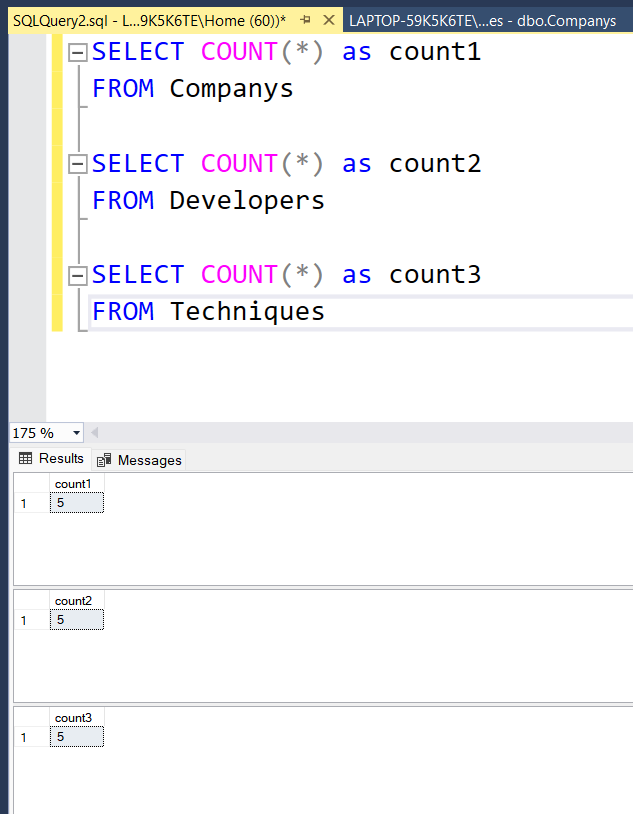 SQLQuery2.sql - L...9K5K6TE\Home (60))* LAPTOP-59K5K6TE\...es - dbo.Companys
SELECT COUNT(*) as count1
FROM Companys
SELECT COUNT(*) as count2
FROM Developers
SELECT COUNT(*) as count3
FROM Techniques
175 %
Results Messages
count1
1 5
count2
1 5
count3
1 5